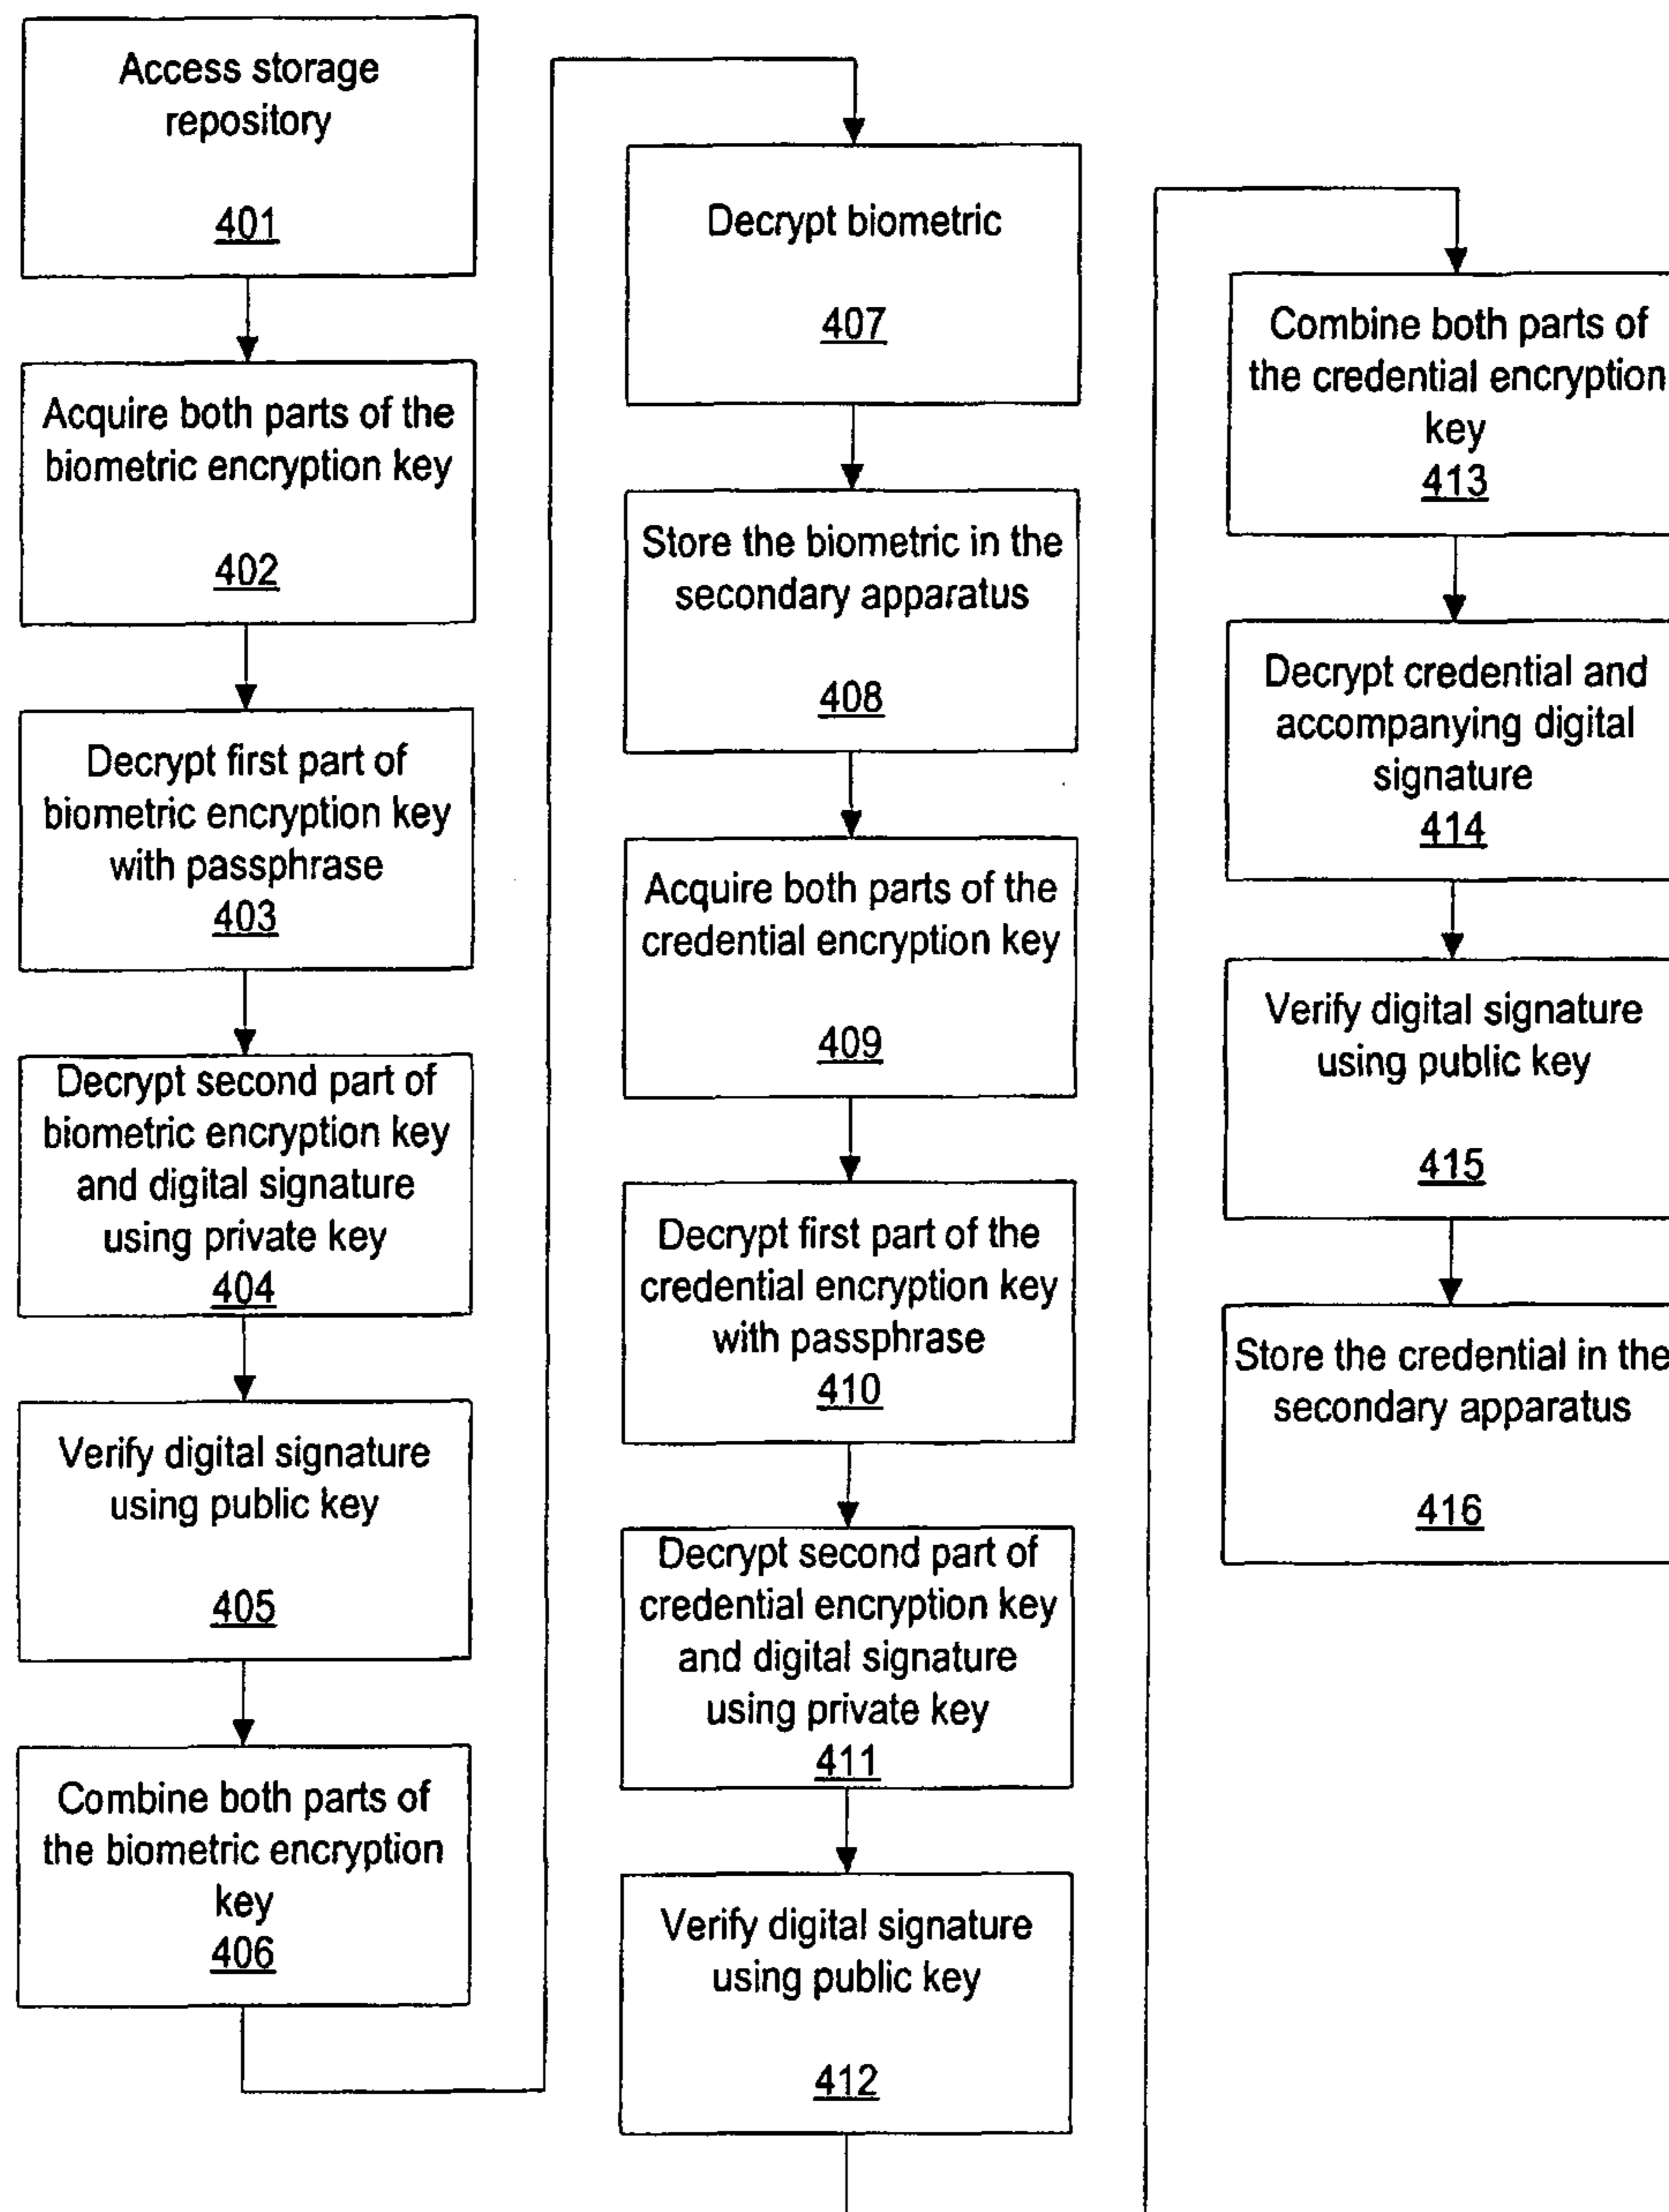 Access storage
repository
401
Acquire both parts of the
biometric encryption key
402
Decrypt first part of
biometric encryption key
with passphrase
403
Decrypt second part of
biometric encryption key
and digital signature
using private key
404
Verify digital signature
using public key
405
Combine both parts of
the biometric encryption
key
406
Decrypt biometric
407
Store the biometric in the
secondary apparatus
408
Acquire both parts of the
credential encryption key
409
Decrypt first part of the
credential encryption key
with passphrase
410
Decrypt second part of
credential encryption key
and digital signature
using private key
411
Verify digital signature
using public key
412
Combine both parts of
the credential encryption
key
413
Decrypt credential and
accompanying digital
signature
414
Verify digital signature
using public key
415
Store the credential in the
secondary apparatus
416